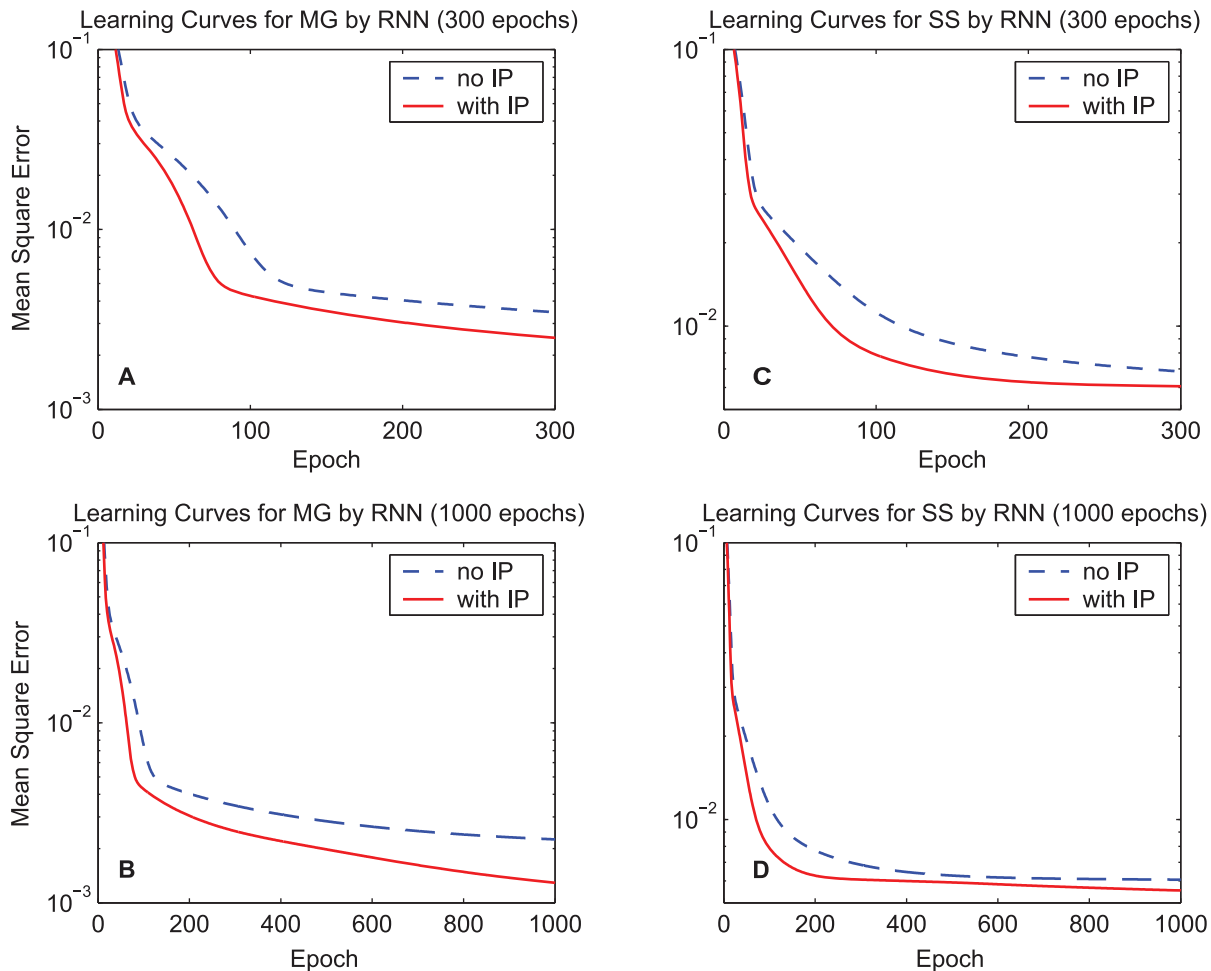 Learning Curves for MG by RNN (300 epochs)
10⁻¹
10⁻²
10⁻³
Mean Square Error
no IP
with IP
A
0 100 200 300
Epoch
Learning Curves for SS by RNN (300 epochs)
10⁻¹
10⁻²
no IP
with IP
C
0 100 200 300
Epoch
Learning Curves for MG by RNN (1000 epochs)
10⁻¹
10⁻²
10⁻³
Mean Square Error
no IP
with IP
B
0 200 400 600 800 1000
Epoch
Learning Curves for SS by RNN (1000 epochs)
10⁻¹
10⁻²
no IP
with IP
D
0 200 400 600 800 1000
Epoch